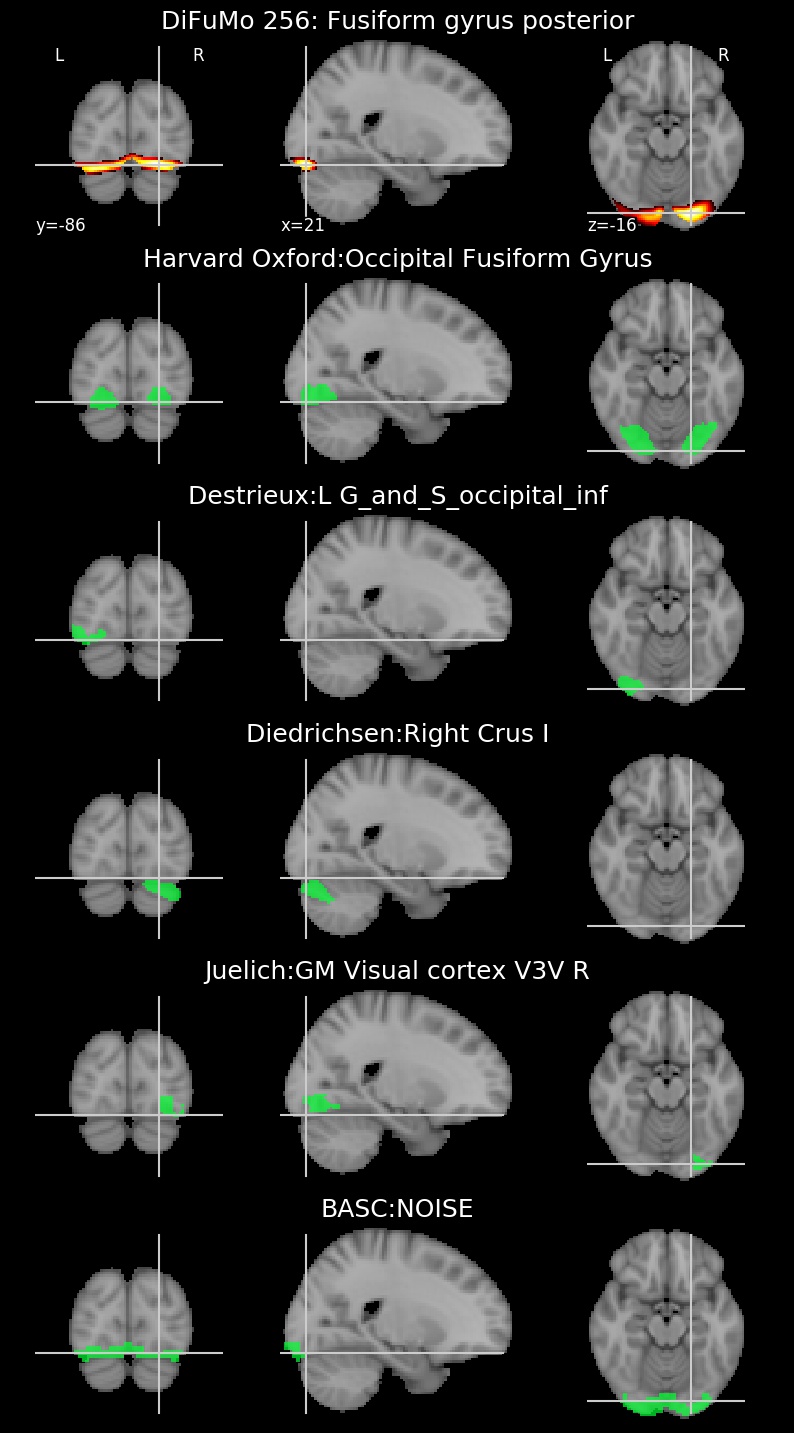 DiFuMo 256: Fusiform gyrus posterior
L R L R
y=-86 x=21 z=-16
Harvard Oxford:Occipital Fusiform Gyrus
Destrieux:L G_and_S_occipital_inf
Diedrichsen:Right Crus I
Juelich:GM Visual cortex V3V R
BASC:NOISE